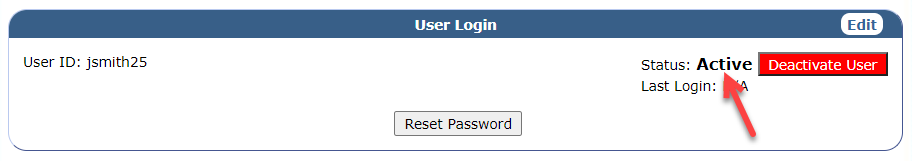 User Login
Edit
User ID: jsmith25
Status: Active Deactivate User
Last Login:
Reset Password